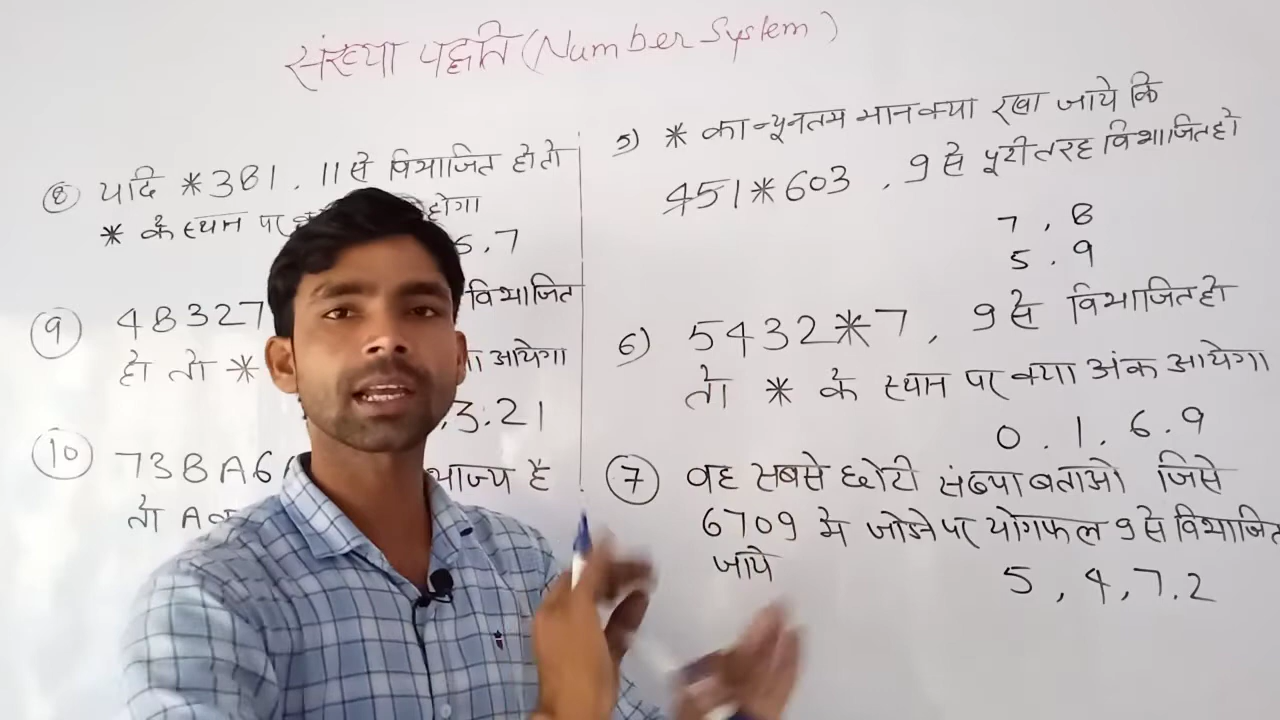 संख्या पद्धति (Number System)
⑧ यदि *381, 11 से विभाजित हो तो
* के स्थान पर होगा
6, 7
⑨ 48327 विभाजित
हो तो * आयेगा
3, 21
⑩ 738A6 भाज्य है
तो A
5) * का न्यूनतम मान क्या रखा जाये कि
451*603, 9 से पूरी तरह विभाजित हो
7, 8
5. 9
6) 5432*7, 9 से विभाजित हो
तो * के स्थान पर क्या अंक आयेगा
0. 1. 6. 9
⑦ वह सबसे छोटी संख्या बताओ जिसे
6709 मे जोडने पर योगफल 9 से विभाजित
जाये
5, 4, 7. 2